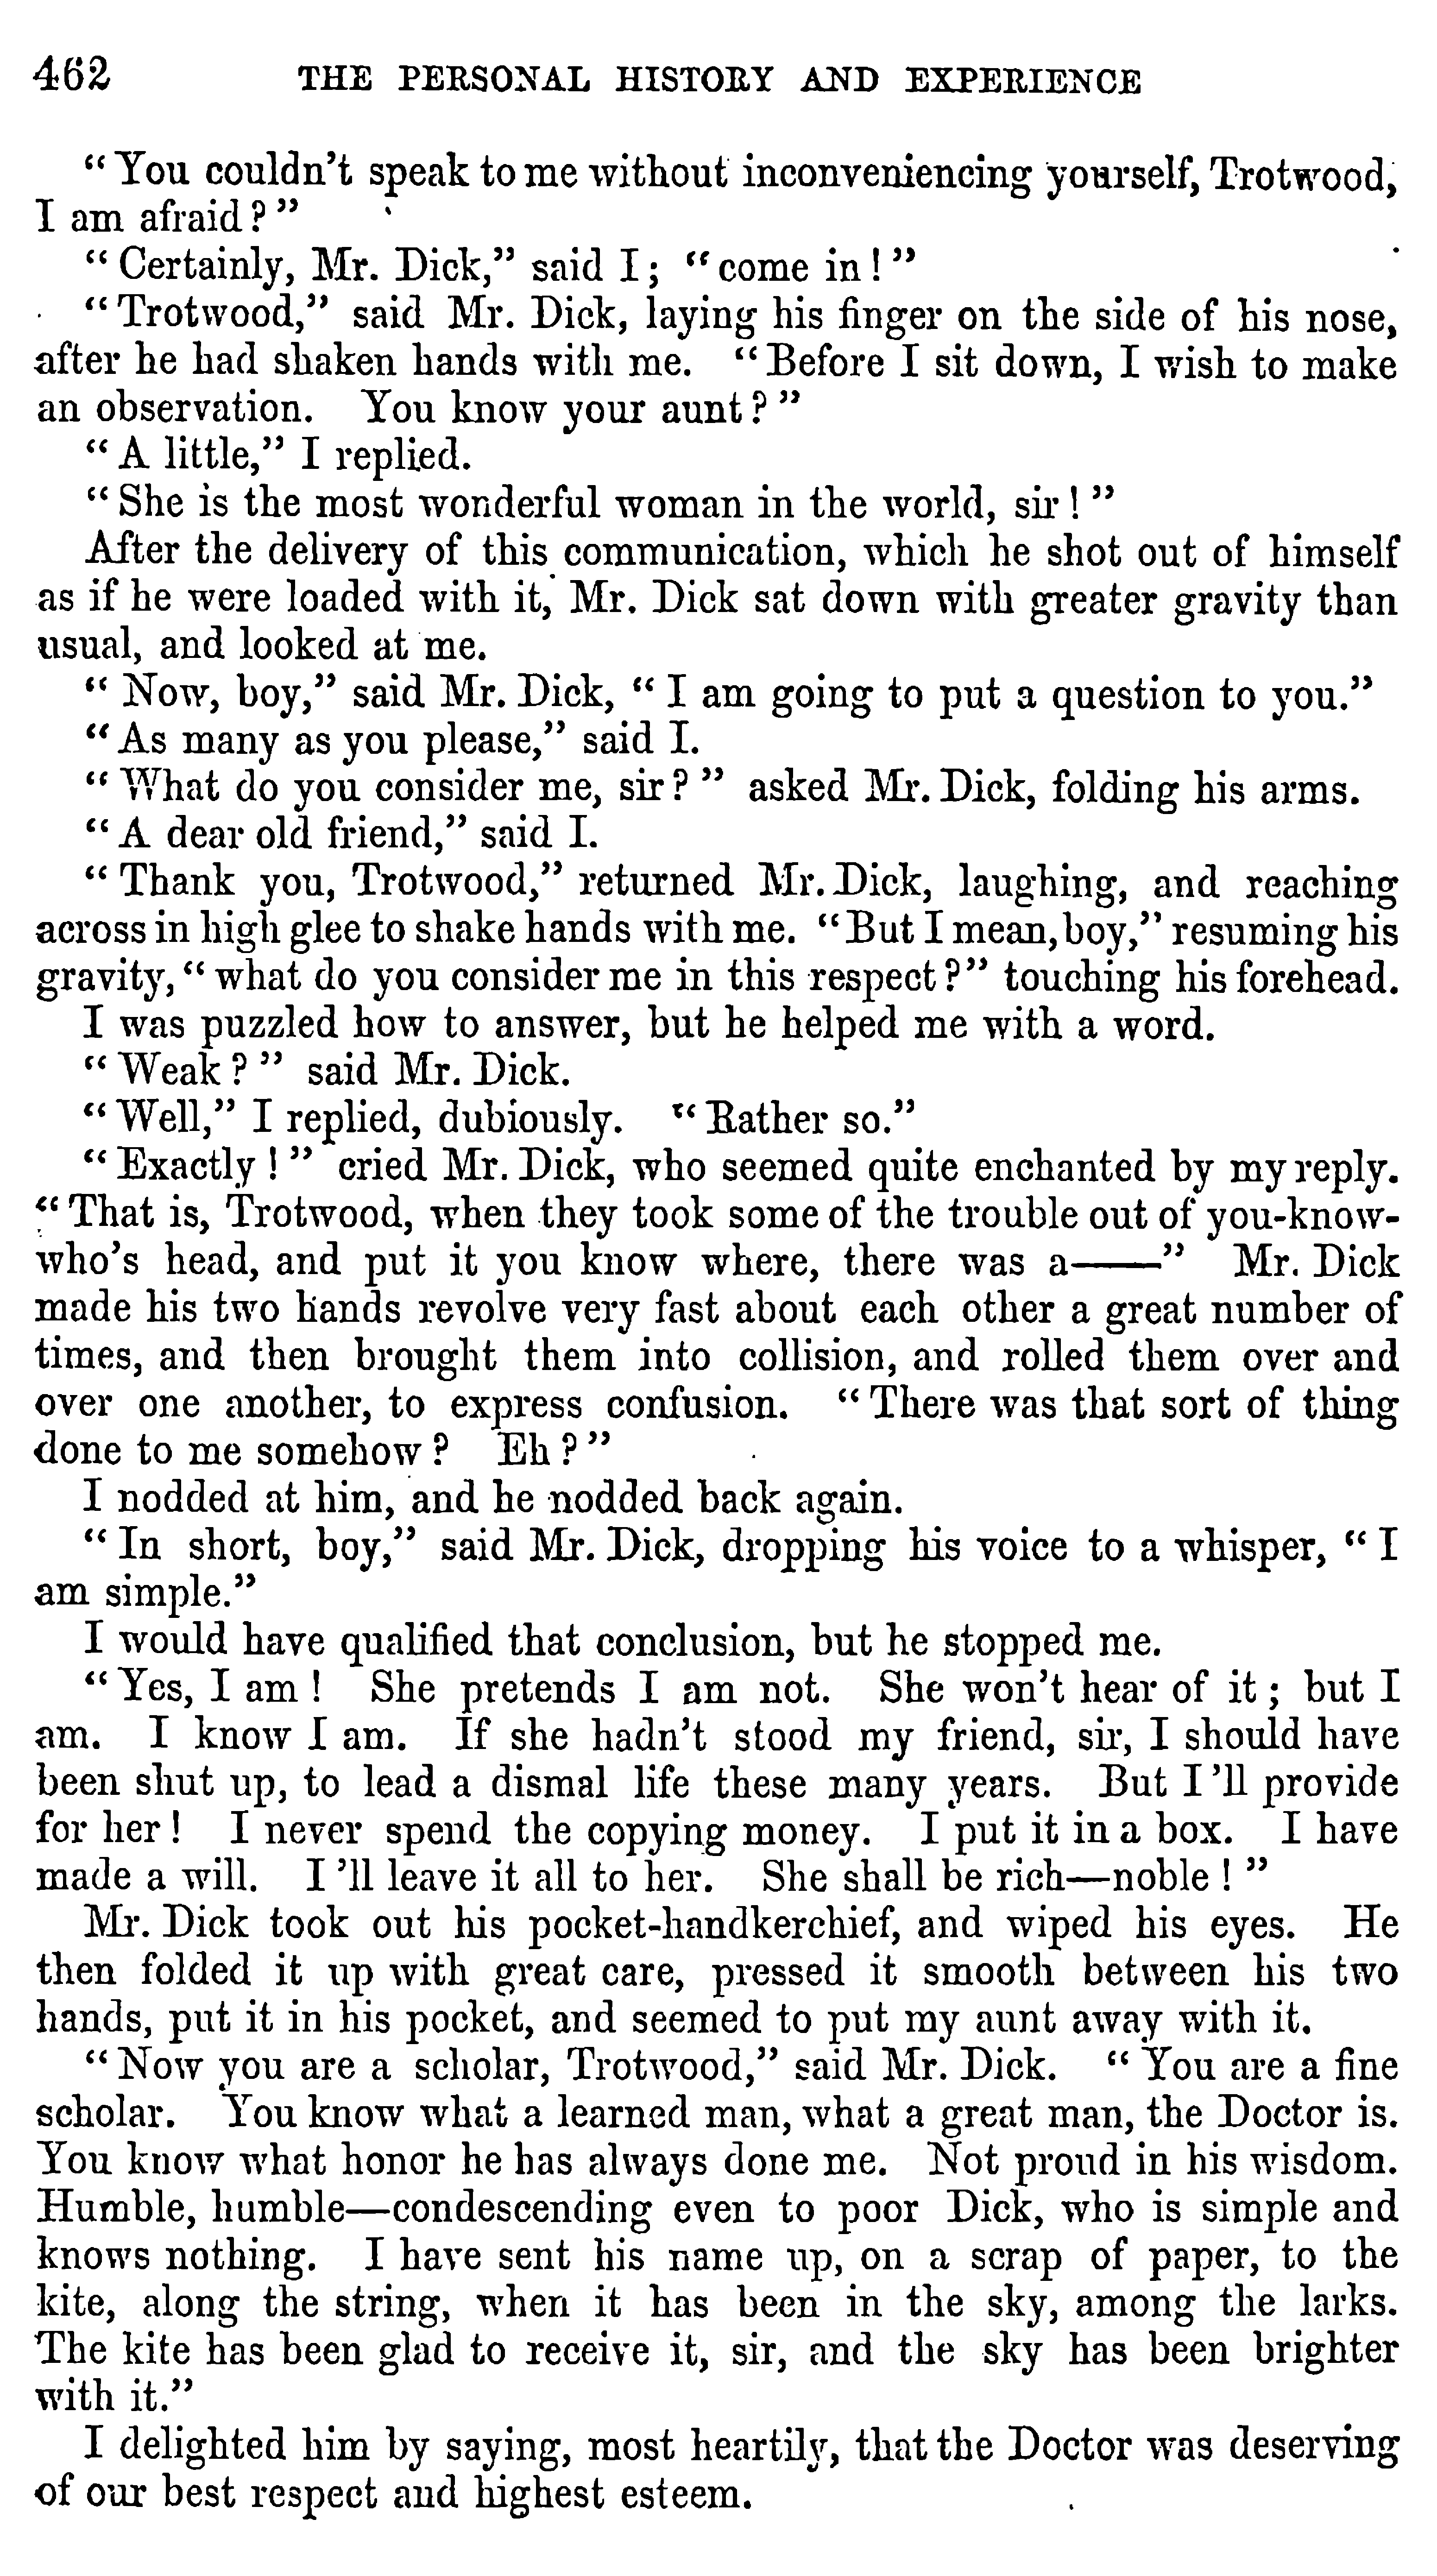 462 THE PERSONAL HISTORY AND EXPERIENCE
“You couldn't speak to me without inconveniencing yourself, Trotwood,
I am afraid?”
“Certainly, Mr. Dick,” said I; “come in!”
“Trotwood,” said Mr. Dick, laying his finger on the side of his nose,
after he had shaken hands with me. “Before I sit down, I wish to make
an observation. You know your aunt?”
“A little,” I replied.
“She is the most wonderful woman in the world, sir!”
After the delivery of this communication, which he shot out of himself
as if he were loaded with it, Mr. Dick sat down with greater gravity than
usual, and looked at me.
“Now, boy,” said Mr. Dick, “I am going to put a question to you.”
“As many as you please,” said I.
“What do you consider me, sir?” asked Mr. Dick, folding his arms.
“A dear old friend,” said I.
“Thank you, Trotwood,” returned Mr. Dick, laughing, and reaching
across in high glee to shake hands with me. “But I mean, boy,” resuming his
gravity, “what do you consider me in this respect?” touching his forehead.
I was puzzled how to answer, but he helped me with a word.
“Weak?” said Mr. Dick.
“Well,” I replied, dubiously. “Rather so.”
“Exactly!” cried Mr. Dick, who seemed quite enchanted by my reply.
“That is, Trotwood, when they took some of the trouble out of you-know-
who's head, and put it you know where, there was a——” Mr. Dick
made his two hands revolve very fast about each other a great number of
times, and then brought them into collision, and rolled them over and
over one another, to express confusion. “There was that sort of thing
done to me somehow? Eh?”
I nodded at him, and he nodded back again.
“In short, boy,” said Mr. Dick, dropping his voice to a whisper, “I
am simple.”
I would have qualified that conclusion, but he stopped me.
“Yes, I am! She pretends I am not. She won't hear of it; but I
am. I know I am. If she hadn't stood my friend, sir, I should have
been shut up, to lead a dismal life these many years. But I'll provide
for her! I never spend the copying money. I put it in a box. I have
made a will. I'll leave it all to her. She shall be rich—noble!”
Mr. Dick took out his pocket-handkerchief, and wiped his eyes. He
then folded it up with great care, pressed it smooth between his two
hands, put it in his pocket, and seemed to put my aunt away with it.
“Now you are a scholar, Trotwood,” said Mr. Dick. “You are a fine
scholar. You know what a learned man, what a great man, the Doctor is.
You know what honor he has always done me. Not proud in his wisdom.
Humble, humble—condescending even to poor Dick, who is simple and
knows nothing. I have sent his name up, on a scrap of paper, to the
kite, along the string, when it has been in the sky, among the larks.
The kite has been glad to receive it, sir, and the sky has been brighter
with it.”
I delighted him by saying, most heartily, that the Doctor was deserving
of our best respect and highest esteem.